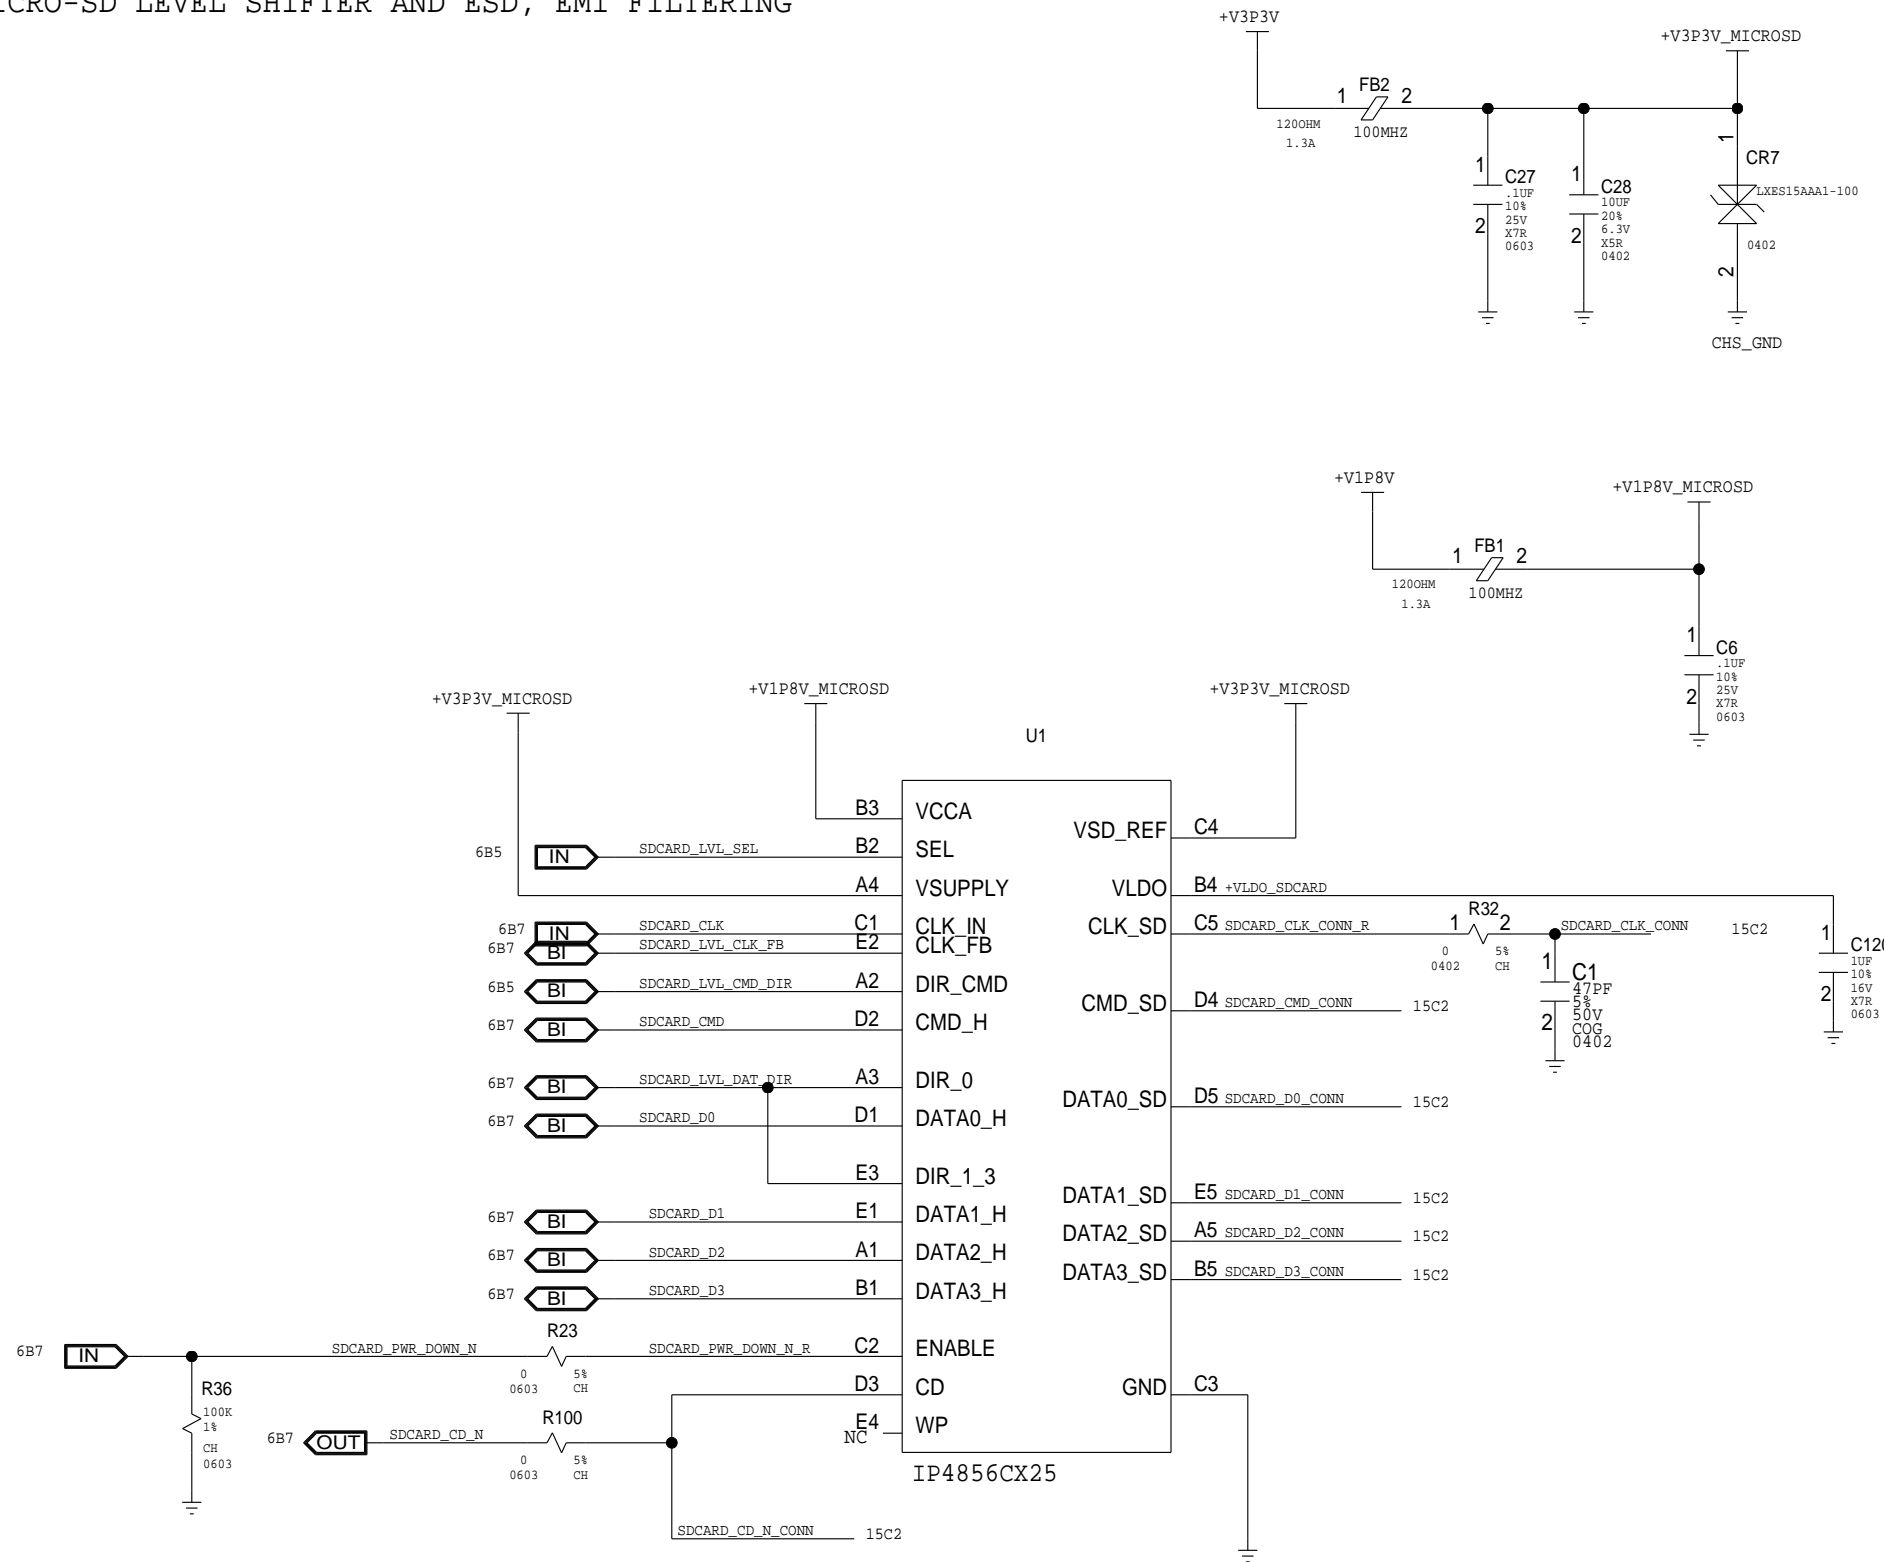 ICRO-SD LEVEL SHIFTER AND ESD, EMI FILTERING
+V3P3V
+V3P3V_MICROSD
1 FB2 2
120OHM
1.3A
100MHZ
1
C27
.1UF
10%
25V
X7R
0603
2
1
C28
10UF
20%
6.3V
X5R
0402
2
1
CR7
LXES15AAA1-100
0402
2
CHS_GND
+V1P8V
+V1P8V_MICROSD
1 FB1 2
120OHM
1.3A
100MHZ
1
C6
.1UF
10%
25V
X7R
0603
2
+V3P3V_MICROSD
+V1P8V_MICROSD
+V3P3V_MICROSD
U1
B3 VCCA
VSD_REF C4
6B5 IN SDCARD_LVL_SEL B2 SEL
A4 VSUPPLY
VLDO B4 +VLDO_SDCARD
6B7 IN SDCARD_CLK C1 CLK_IN
6B7 BI SDCARD_LVL_CLK_FB E2 CLK_FB
CLK_SD C5 SDCARD_CLK_CONN_R 1 R32 2 SDCARD_CLK_CONN 15C2
0
0402
5%
CH
1
C1
47PF
5%
50V
COG
0402
2
1
C120
1UF
10%
16V
X7R
0603
2
6B5 BI SDCARD_LVL_CMD_DIR A2 DIR_CMD
CMD_SD D4 SDCARD_CMD_CONN 15C2
6B7 BI SDCARD_CMD D2 CMD_H
6B7 BI SDCARD_LVL_DAT_DIR A3 DIR_0
DATA0_SD D5 SDCARD_D0_CONN 15C2
6B7 BI SDCARD_D0 D1 DATA0_H
E3 DIR_1_3
DATA1_SD E5 SDCARD_D1_CONN 15C2
6B7 BI SDCARD_D1 E1 DATA1_H
DATA2_SD A5 SDCARD_D2_CONN 15C2
6B7 BI SDCARD_D2 A1 DATA2_H
DATA3_SD B5 SDCARD_D3_CONN 15C2
6B7 BI SDCARD_D3 B1 DATA3_H
6B7 IN SDCARD_PWR_DOWN_N R23 SDCARD_PWR_DOWN_N_R C2 ENABLE
0
0603
5%
CH
R36
100K
1%
CH
0603
D3 CD
GND C3
6B7 OUT SDCARD_CD_N R100
0
0603
5%
CH
E4 WP
NC
IP4856CX25
SDCARD_CD_N_CONN 15C2